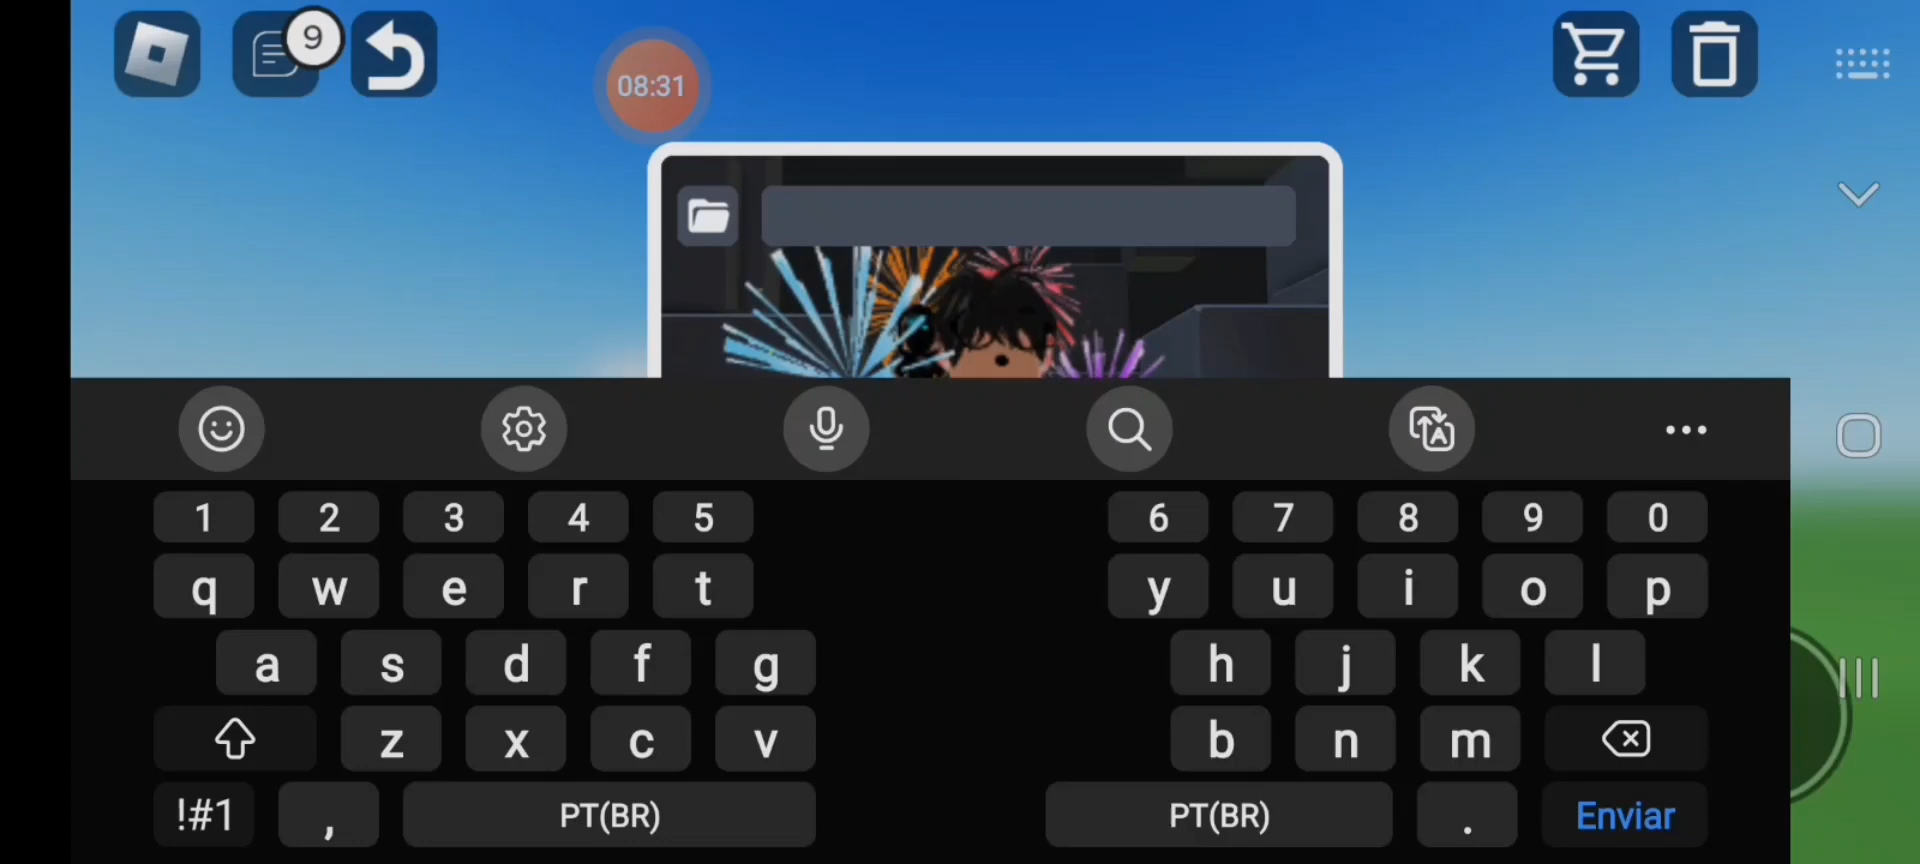 9
08:31
1 2 3 4 5 6 7 8 9 0
q w e r t y u i o p
a s d f g h j k l
z x c v b n m
!#1 , PT(BR) PT(BR) . Enviar